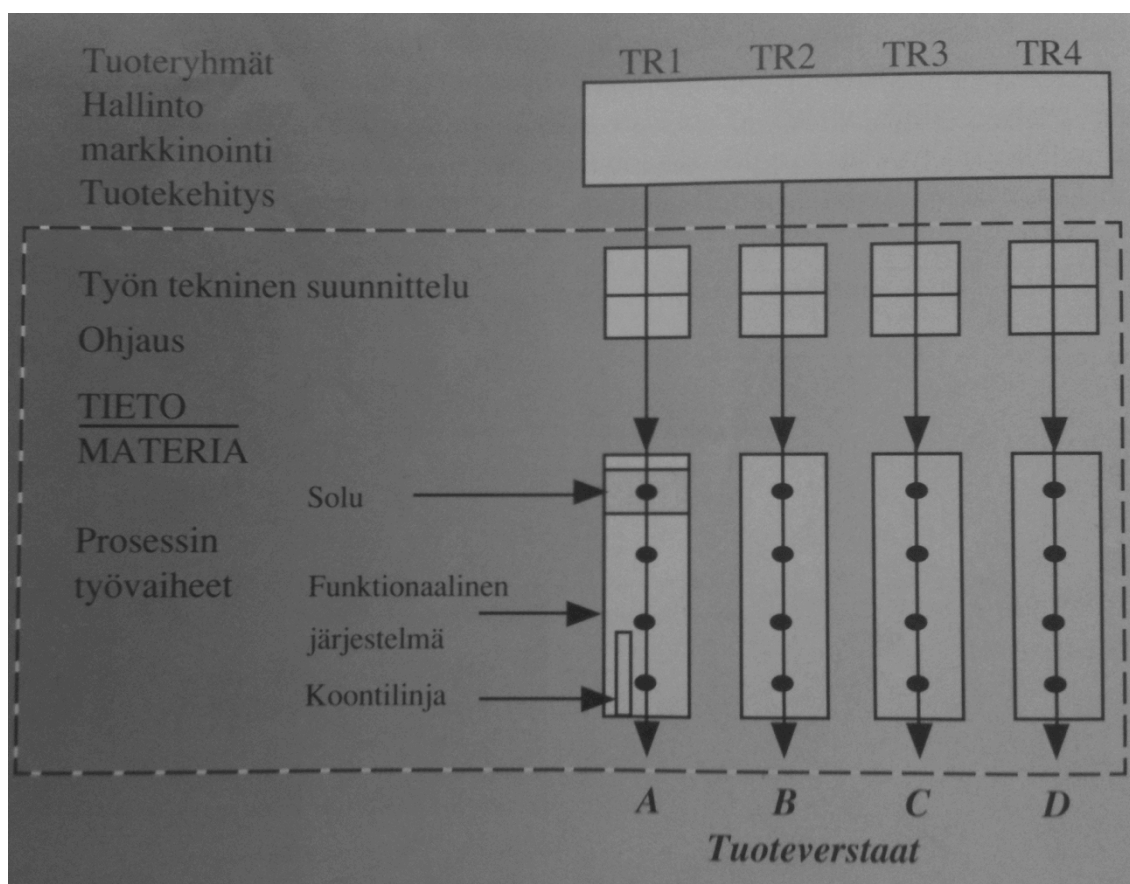 Tuoteryhmät
Hallinto
markkinointi
Tuotekehitys
TR1 TR2 TR3 TR4
Työn tekninen suunnittelu
Ohjaus
TIETO
MATERIA
Solu
Prosessin
työvaiheet
Funktionaalinen
järjestelmä
Koontilinja
A B C D
Tuoteverstaat